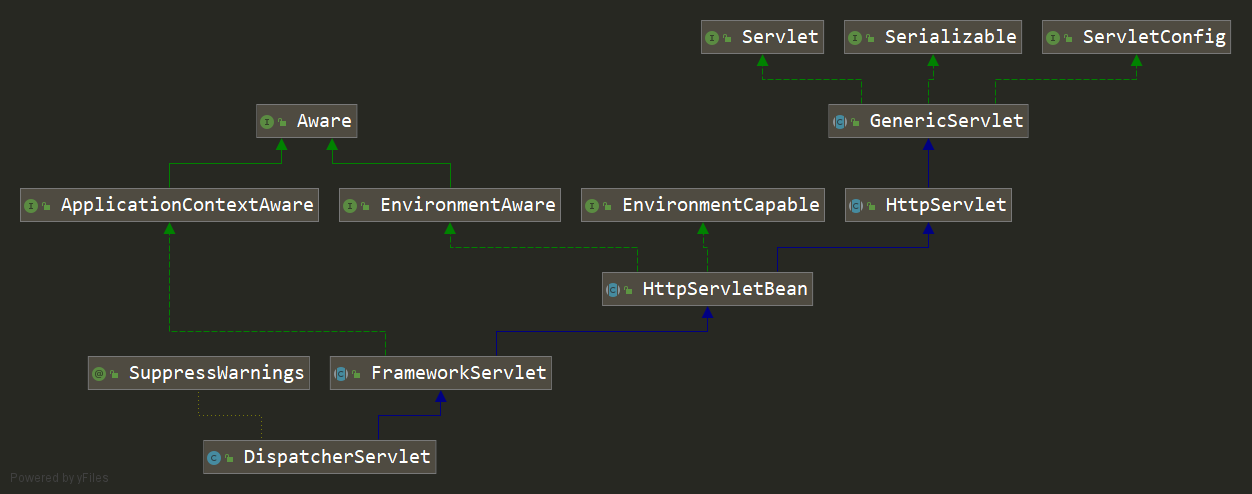 Servlet
Serializable
ServletConfig
Aware
GenericServlet
ApplicationContextAware
EnvironmentAware
EnvironmentCapable
HttpServlet
HttpServletBean
SuppressWarnings
FrameworkServlet
DispatcherServlet
Powered by yFiles